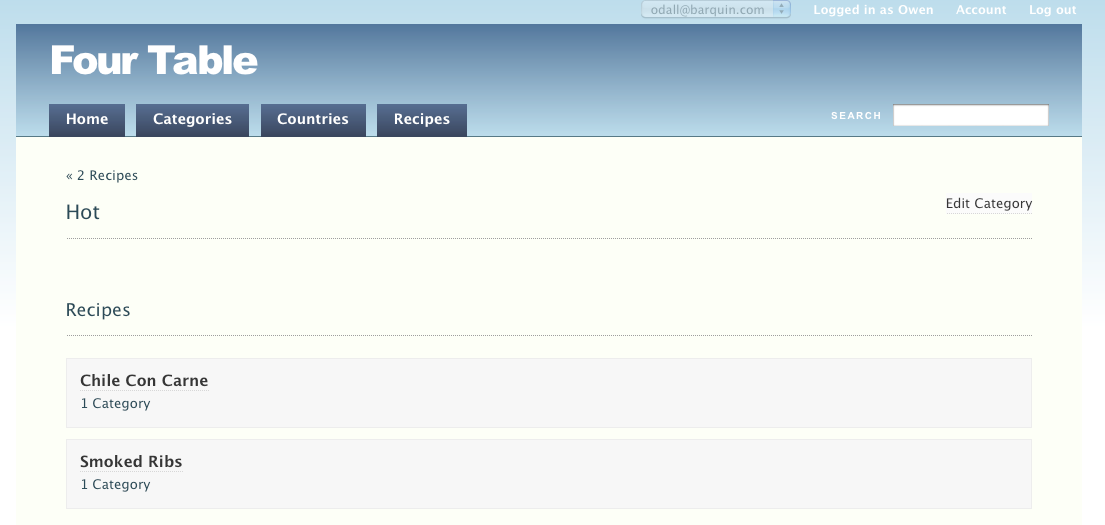 odall@barquin.com Logged in as Owen Account Log out
Four Table
Home Categories Countries Recipes SEARCH
« 2 Recipes
Hot Edit Category
Recipes
Chile Con Carne
1 Category
Smoked Ribs
1 Category